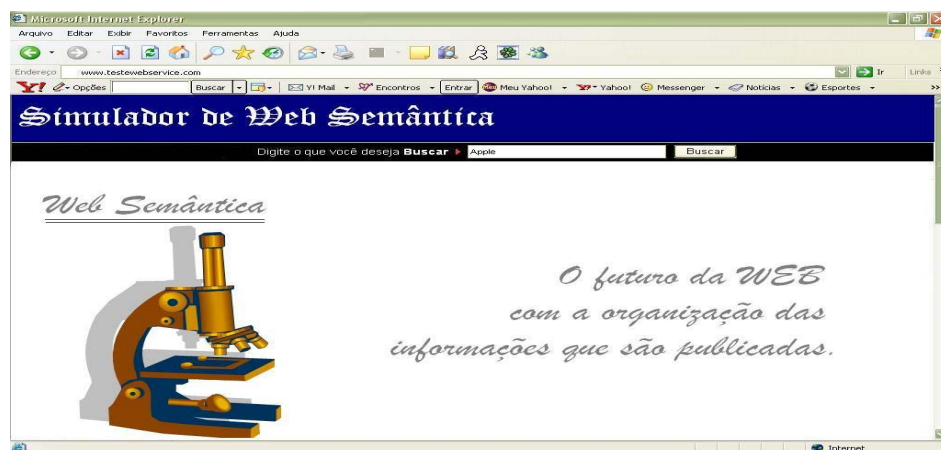 Microsoft Internet Explorer
Arquivo Editar Exibir Favoritos Ferramentas Ajuda
Endereço www.testewebservice.com Ir Links
Y! Opções Buscar Y! Mail Encontros Entrar Meu Yahoo! Yahoo! Messenger Notícias Esportes »
Simulador de Web Semântica
Digite o que você deseja Buscar Apple Buscar
Web Semântica
O futuro da WEB
com a organização das
informações que são publicadas.
Internet